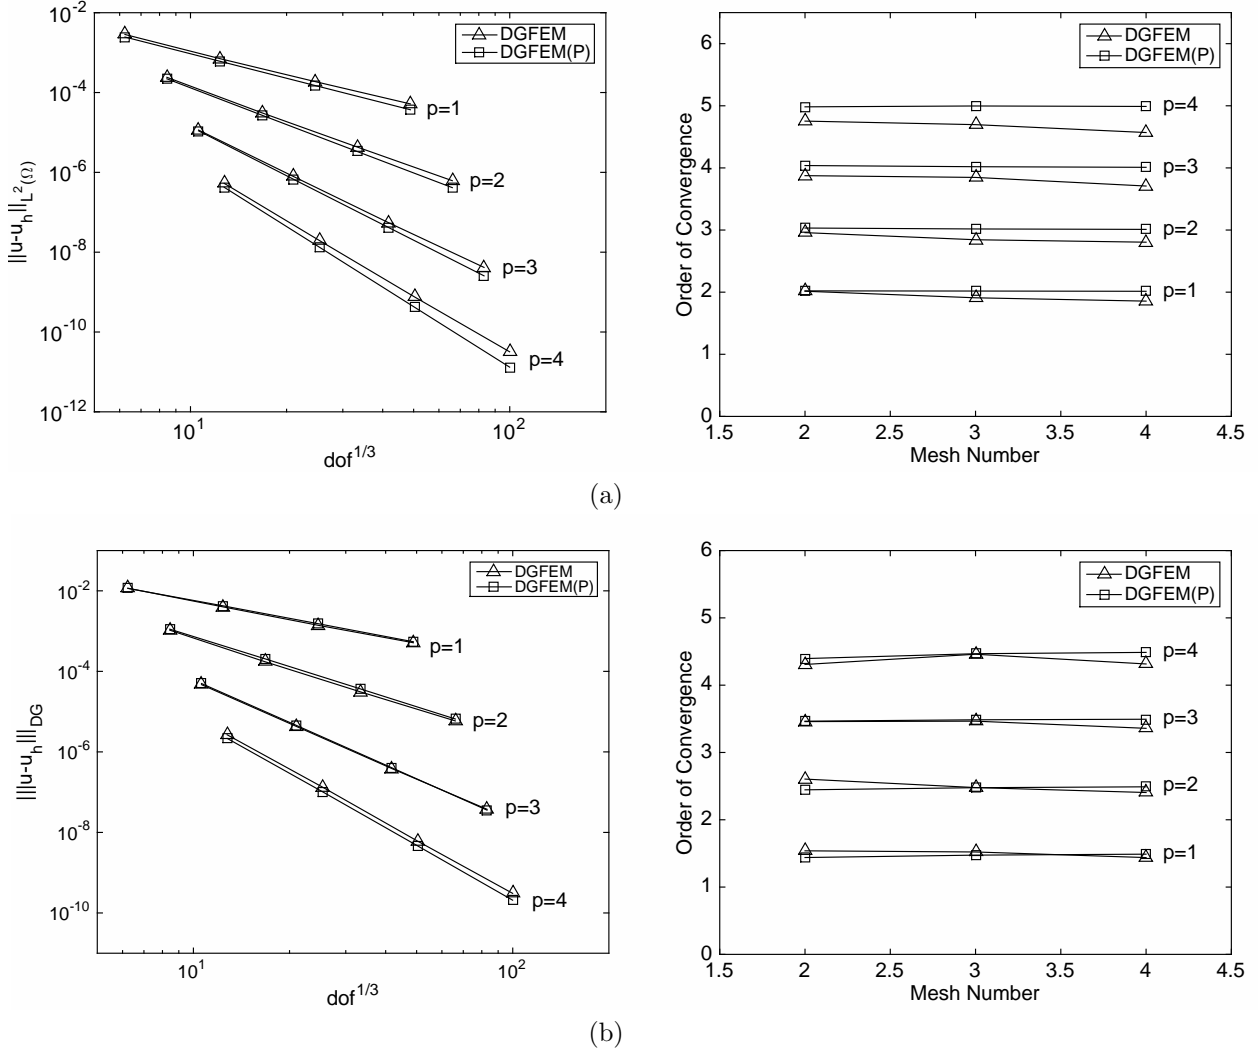 10^-2
10^-4
10^-6
10^-8
10^-10
10^-12
||u-u_h||_L^2(Ω)
DGFEM
DGFEM(P)
p=1
p=2
p=3
p=4
10^1
10^2
dof^1/3
6
5
4
3
2
1
0
Order of Convergence
DGFEM
DGFEM(P)
p=4
p=3
p=2
p=1
1.5
2
2.5
3
3.5
4
4.5
Mesh Number
(a)
10^-2
10^-4
10^-6
10^-8
10^-10
|||u-u_h|||_DG
DGFEM
DGFEM(P)
p=1
p=2
p=3
p=4
10^1
10^2
dof^1/3
6
5
4
3
2
1
0
Order of Convergence
DGFEM
DGFEM(P)
p=4
p=3
p=2
p=1
1.5
2
2.5
3
3.5
4
4.5
Mesh Number
(b)